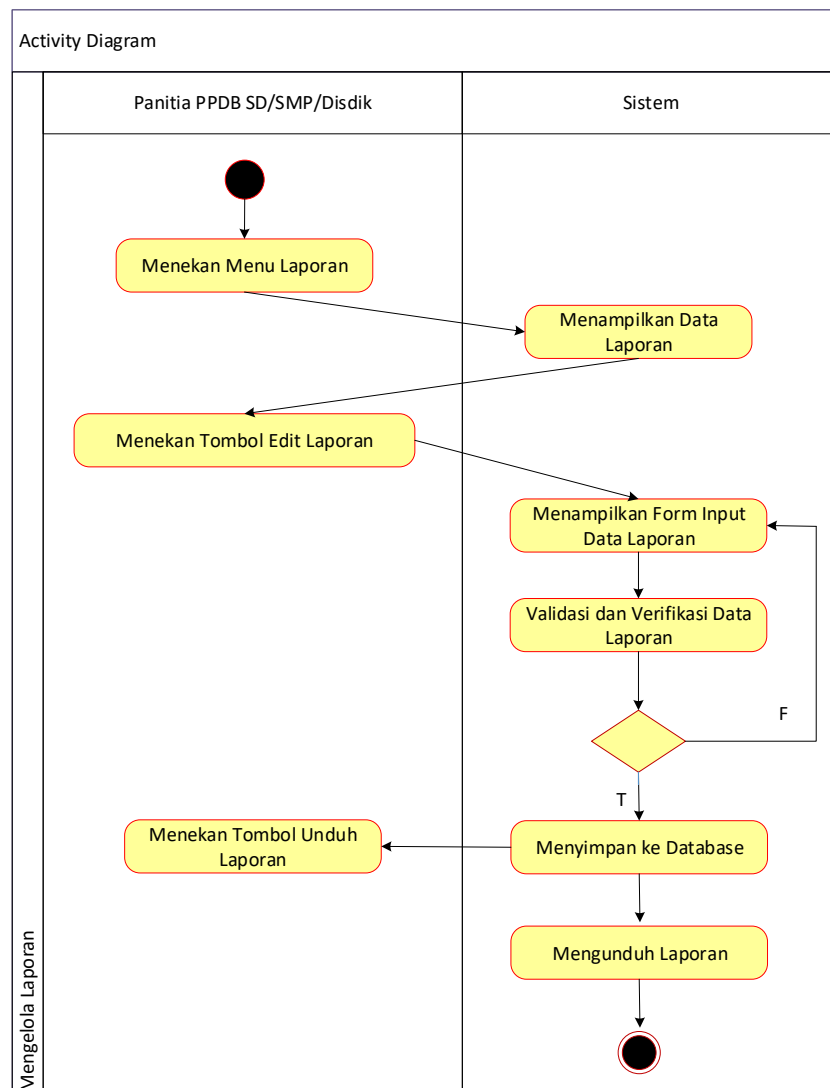 Activity Diagram
Panitia PPDB SD/SMP/Disdik
Sistem
Menekan Menu Laporan
Menampilkan Data
Laporan
Menekan Tombol Edit Laporan
Menampilkan Form Input
Data Laporan
Validasi dan Verifikasi Data
Laporan
F
T
Menekan Tombol Unduh
Laporan
Menyimpan ke Database
Mengunduh Laporan
Mengelola Laporan